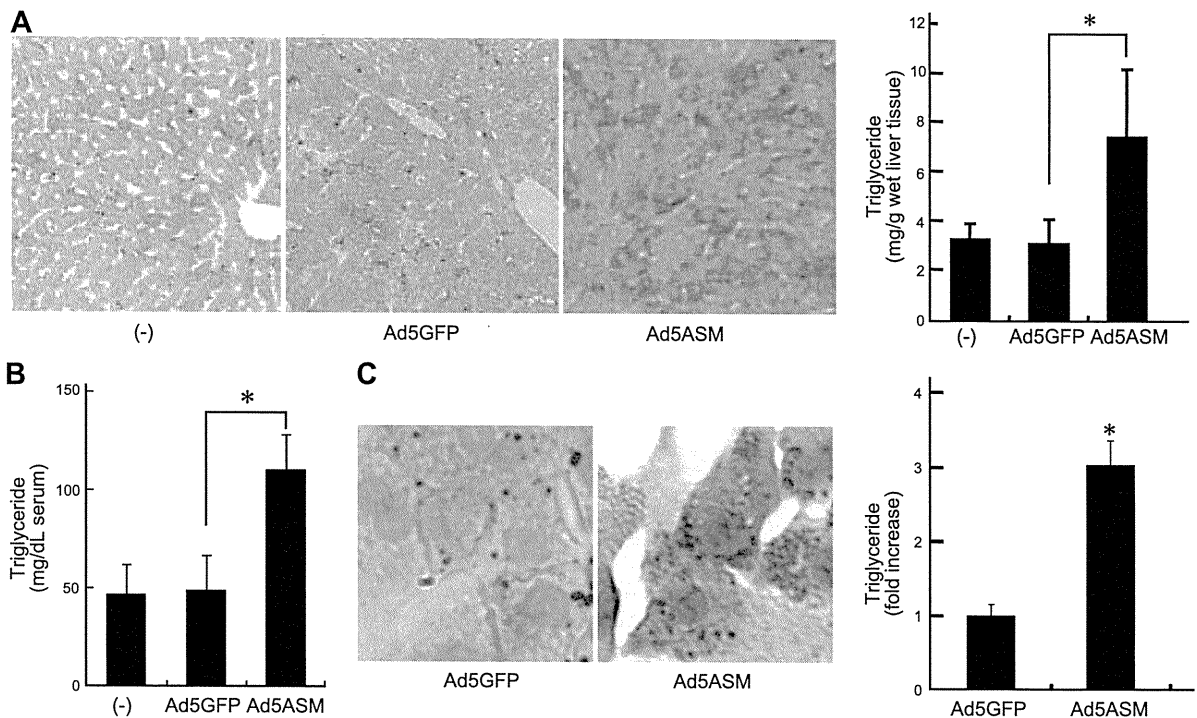 A
(-)
Ad5GFP
Ad5ASM
Triglyceride
(mg/g wet liver tissue)
12
10
8
6
4
2
0
*
(-)
Ad5GFP
Ad5ASM
B
Triglyceride
(mg/dL serum)
150
100
50
0
*
(-)
Ad5GFP
Ad5ASM
C
Ad5GFP
Ad5ASM
Triglyceride
(fold increase)
4
3
2
1
0
*
Ad5GFP
Ad5ASM